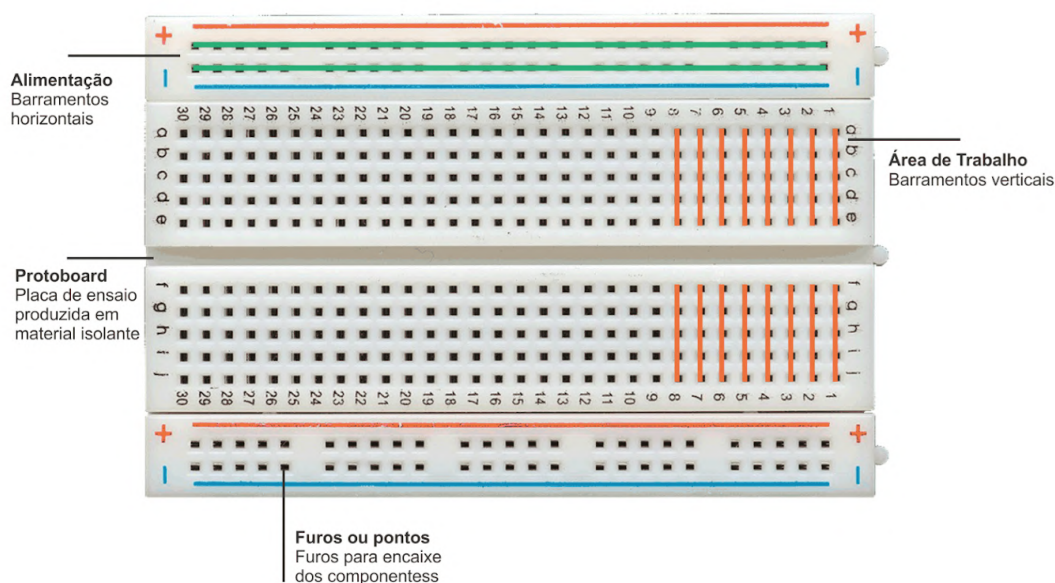 + +
Alimentação
Barramentos
horizontais
— —
30 29 28 27 26 25 24 23 22 21 20 19 18 17 16 15 14 13 12 11 10 9 8 7 6 5 4 3 2 1
a a
b b
c c
d d
e e
Área de Trabalho
Barramentos verticais
Protoboard
Placa de ensaio
produzida em
material isolante
f f
g g
h h
i i
j j
30 29 28 27 26 25 24 23 22 21 20 19 18 17 16 15 14 13 12 11 10 9 8 7 6 5 4 3 2 1
+ +
— —
Furos ou pontos
Furos para encaixe
dos componentess